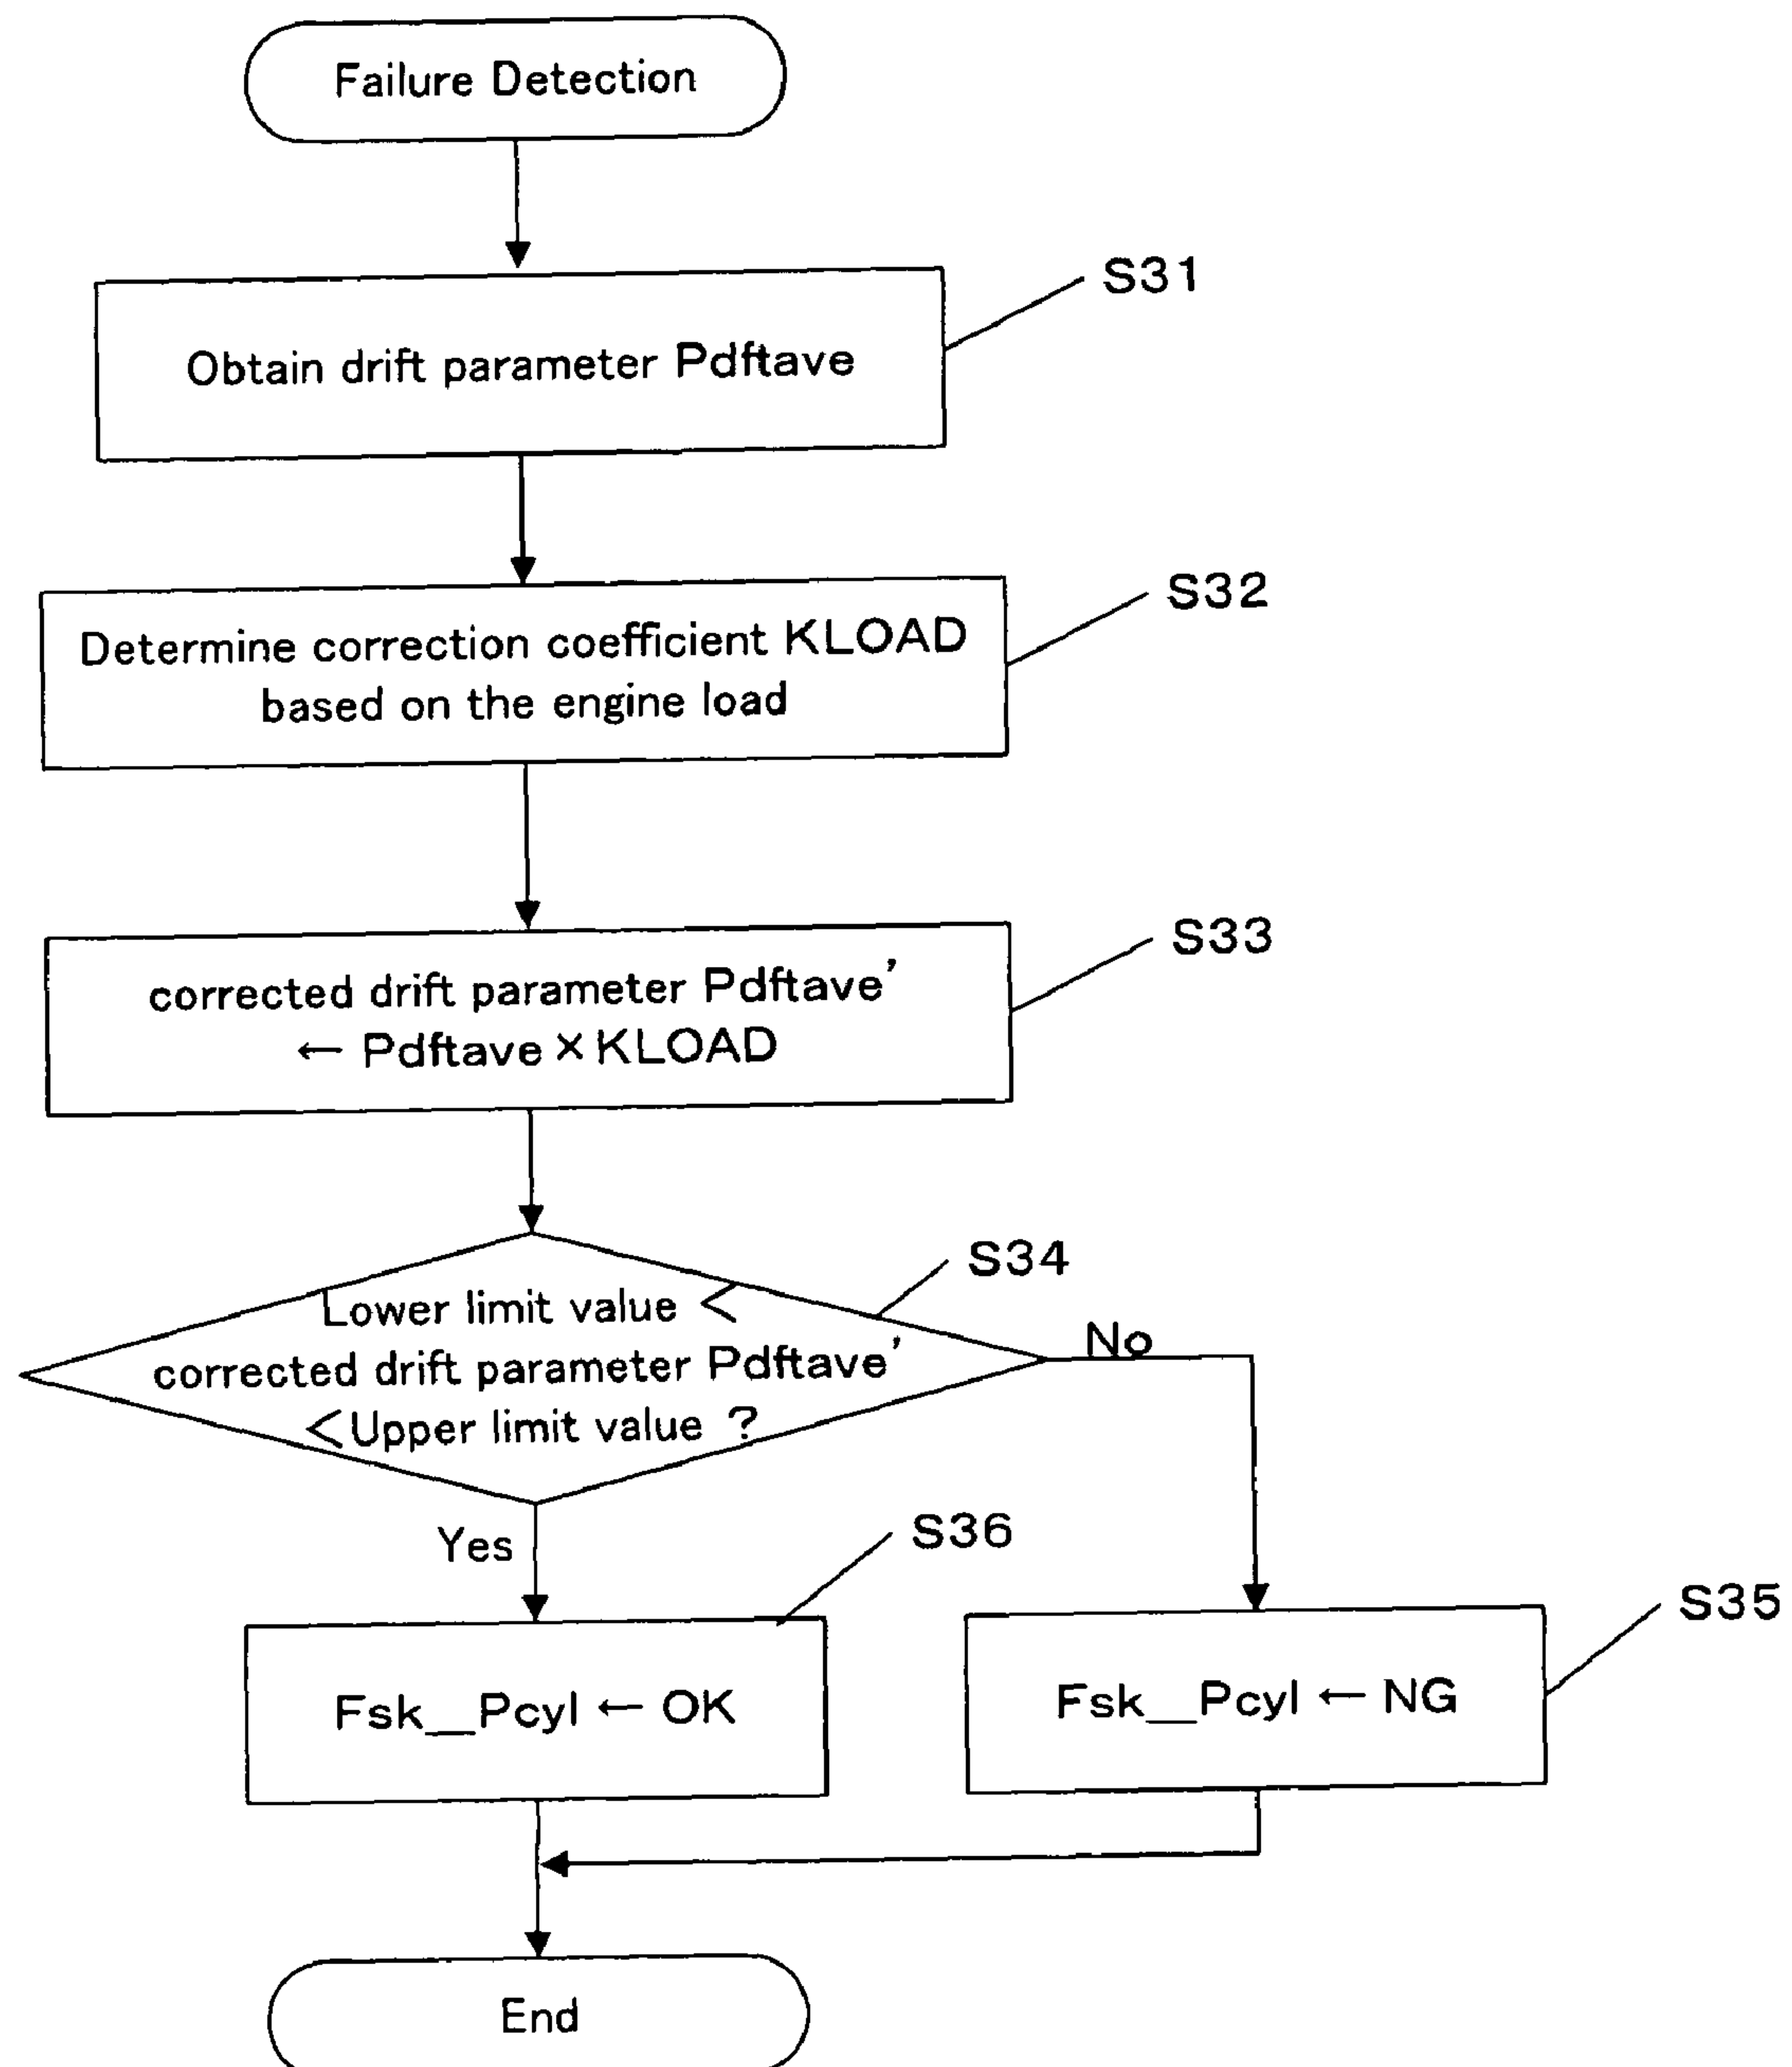 Failure Detection
S31
Obtain drift parameter Pdftave
S32
Determine correction coefficient KLOAD
based on the engine load
S33
corrected drift parameter Pdftave'
← Pdftave × KLOAD
S34
Lower limit value <
corrected drift parameter Pdftave'
< Upper limit value ?
No
Yes
S36
S35
Fsk__Pcyl ← OK
Fsk__Pcyl ← NG
End